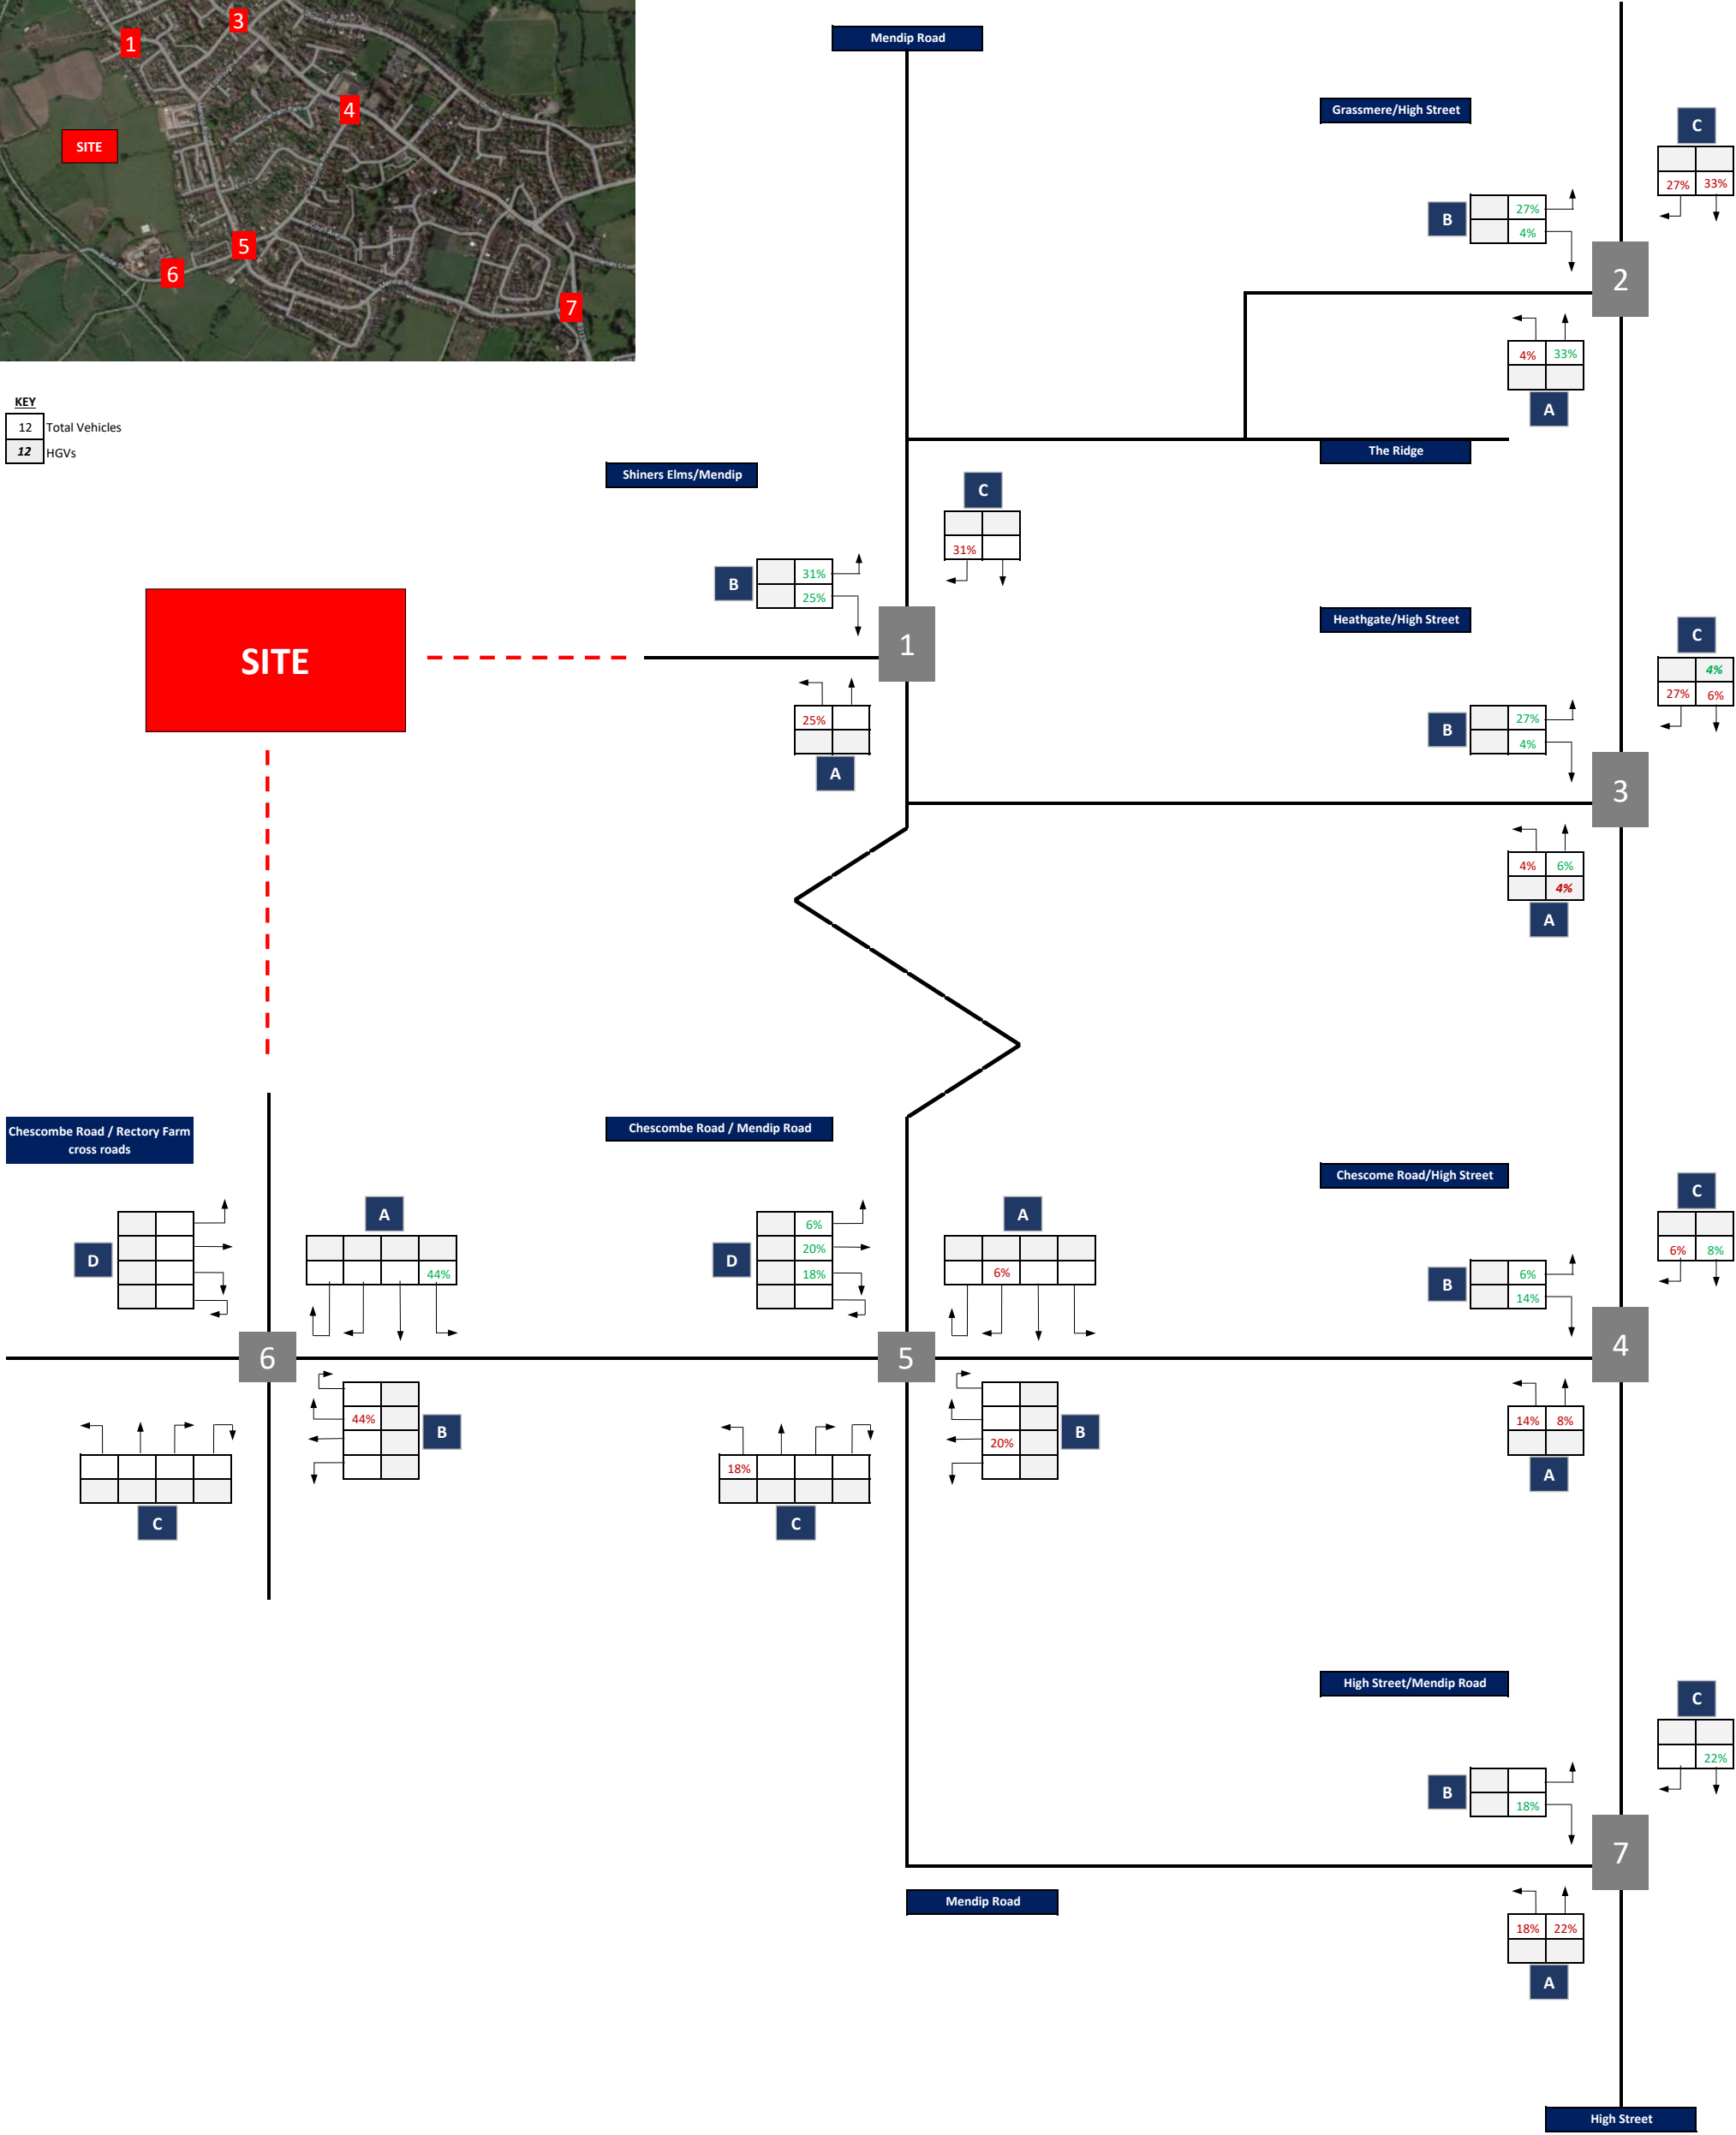 1
3
4
SITE
5
6
7
KEY
12 Total Vehicles
12 HGVs
Mendip Road
Grassmere/High Street
C
27% 33%
B
27%
4%
2
4% 33%
A
The Ridge
Shiners Elms/Mendip
C
31%
B
31%
25%
1
25%
A
SITE
Heathgate/High Street
C
4%
27% 6%
B
27%
4%
3
4% 6%
4%
A
Chescombe Road / Rectory Farm
cross roads
A
44%
D
6
44%
B
C
Chescombe Road / Mendip Road
A
6%
D
6%
20%
18%
5
20%
B
18%
C
Chescome Road/High Street
C
6% 8%
B
6%
14%
4
14% 8%
A
High Street/Mendip Road
C
22%
B
18%
7
Mendip Road
18% 22%
A
High Street